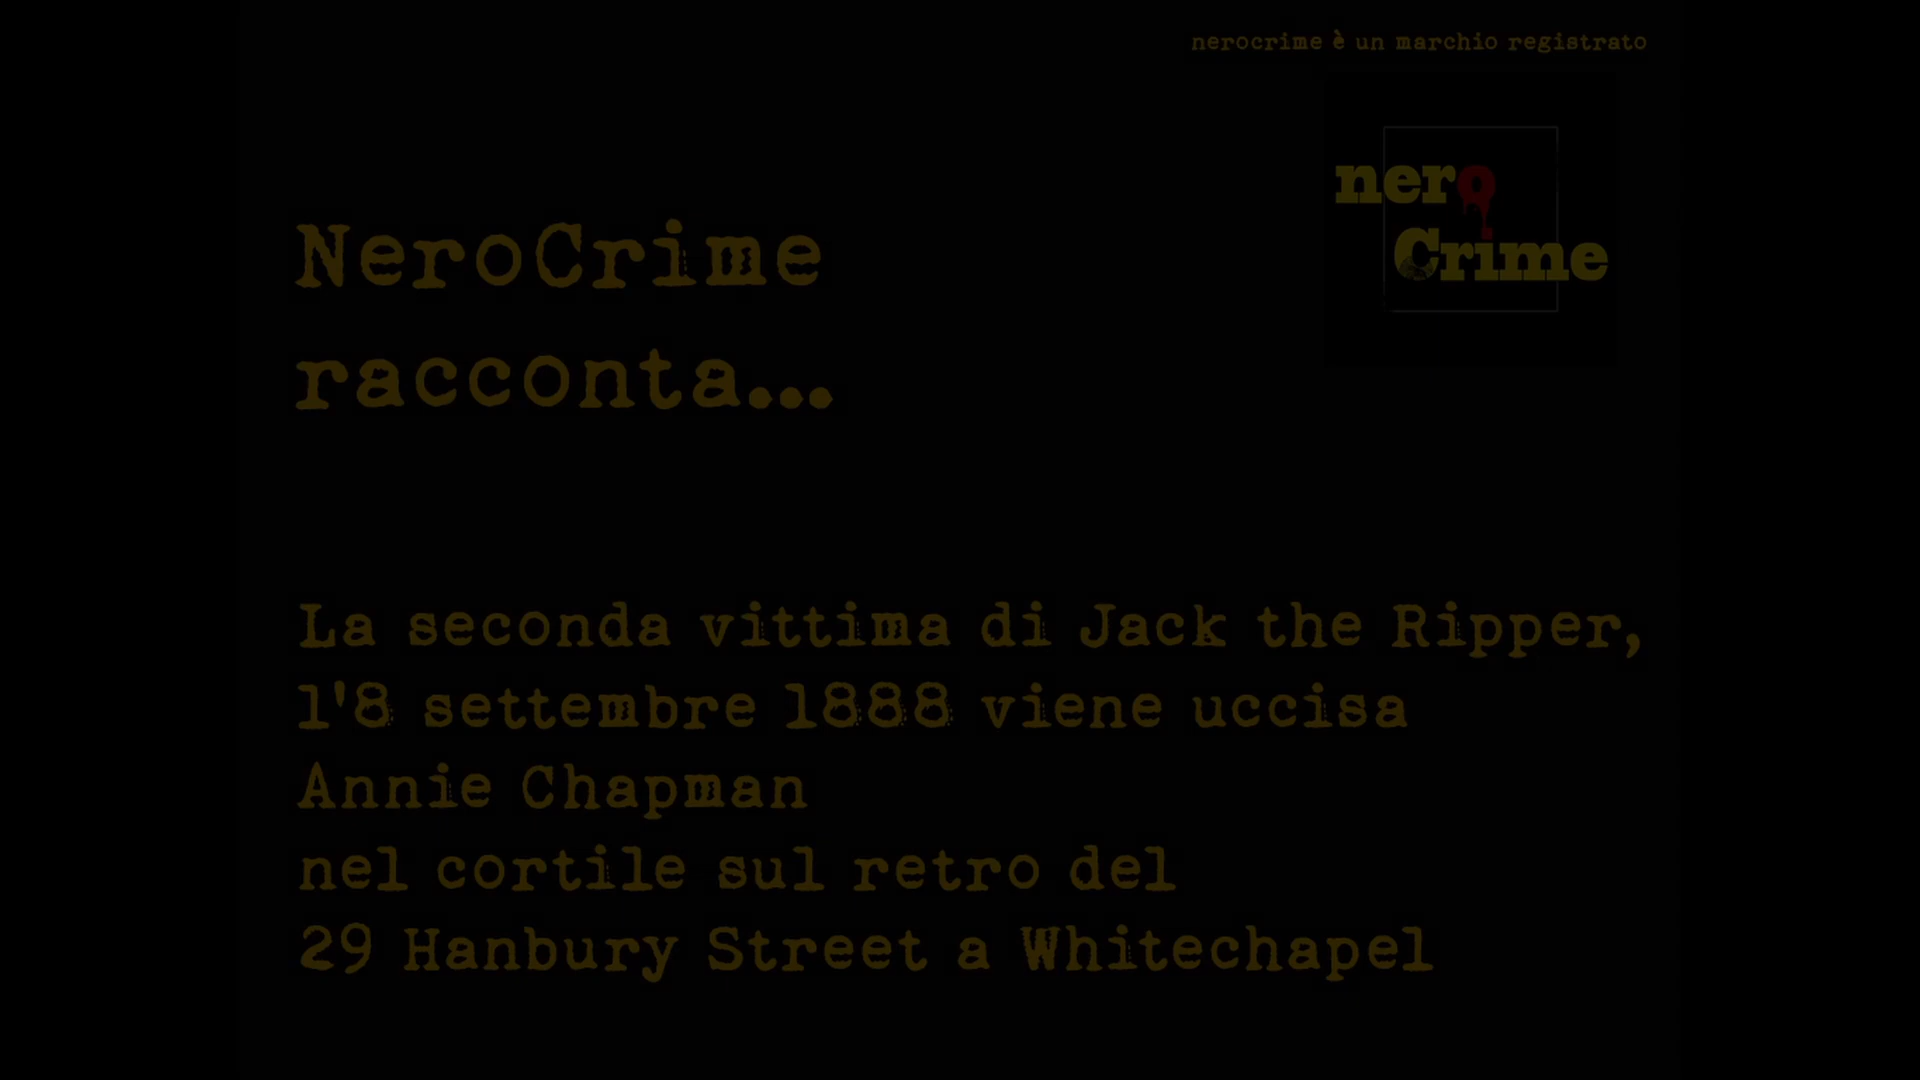 nerocrime è un marchio registrato
nero
Crime
NeroCrime
racconta...
La seconda vittima di Jack the Ripper,
l'8 settembre 1888 viene uccisa
Annie Chapman
nel cortile sul retro del
29 Hanbury Street a Whitechapel